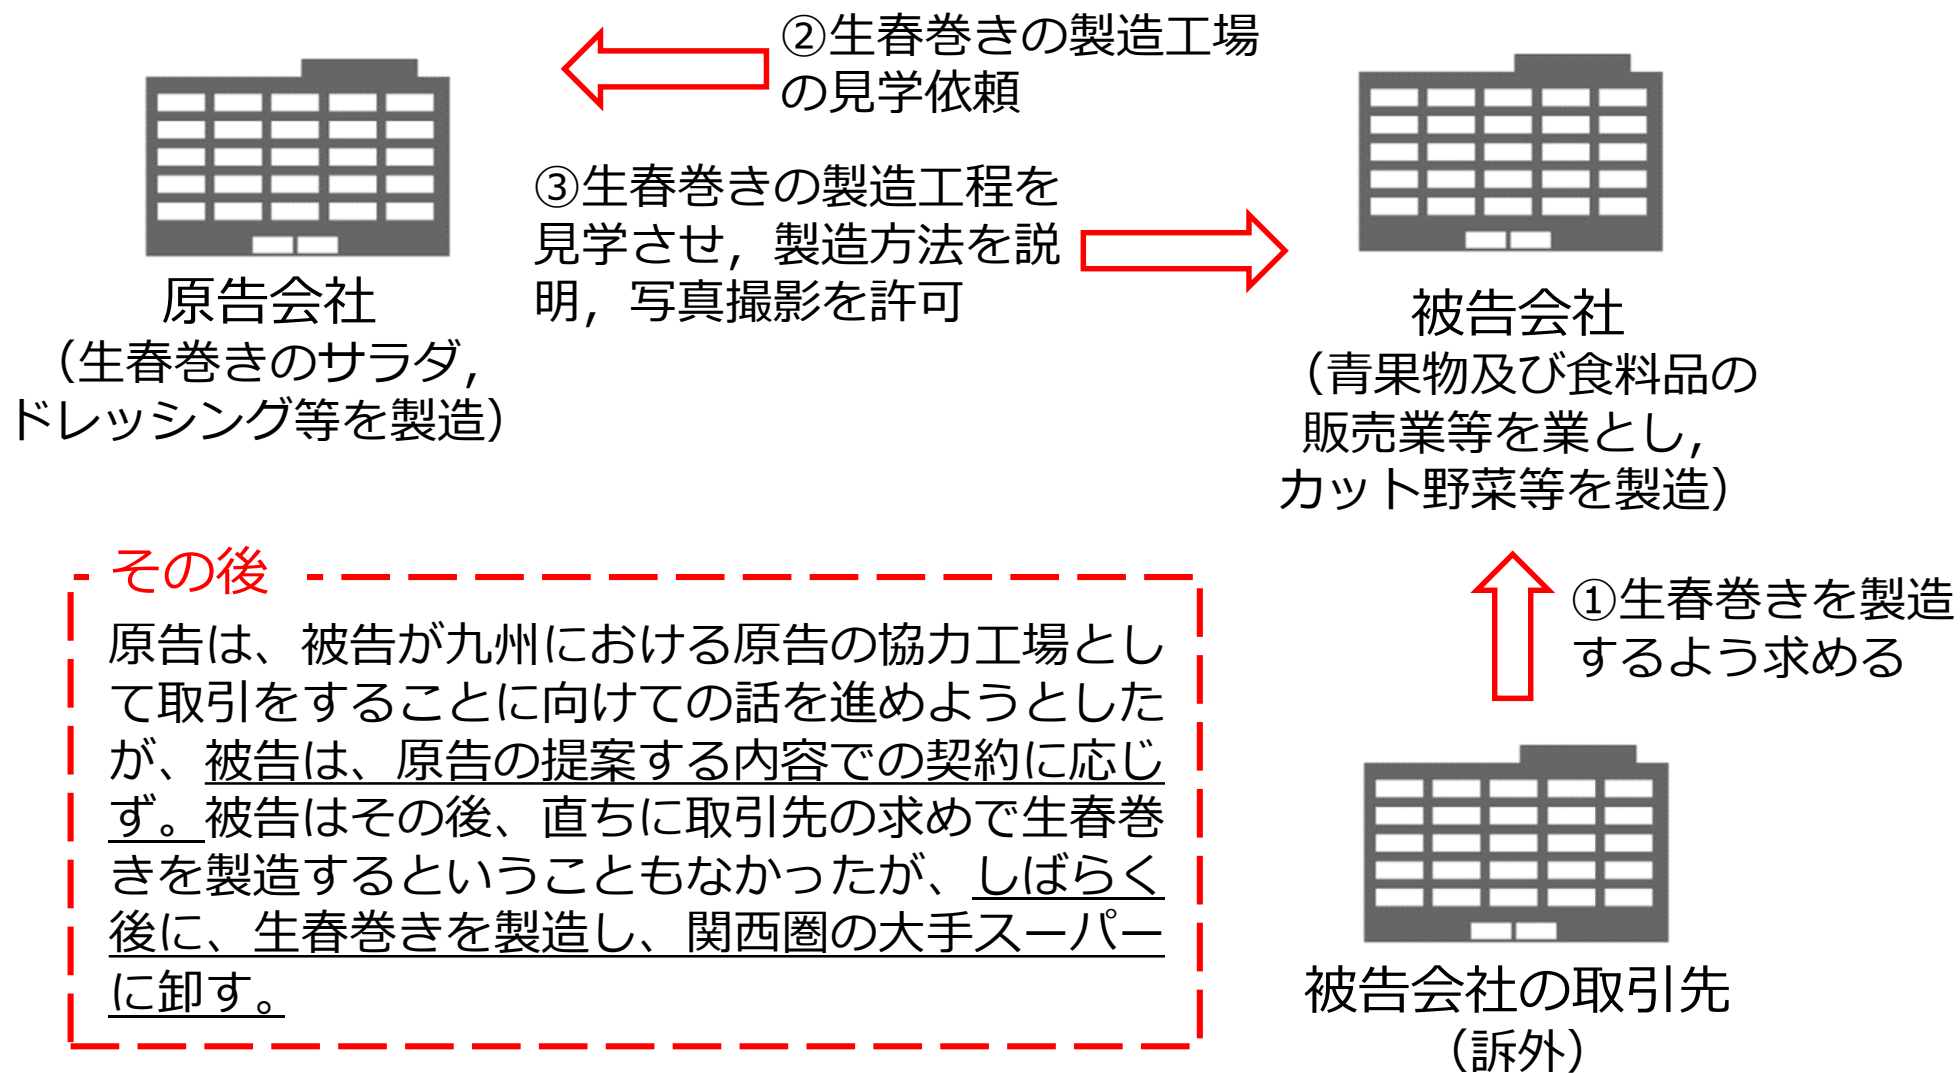 ②生春巻きの製造工場
の見学依頼
③生春巻きの製造工程を
見学させ，製造方法を説
明，写真撮影を許可
原告会社
（生春巻きのサラダ，
ドレッシング等を製造）
被告会社
（青果物及び食料品の
販売業等を業とし，
カット野菜等を製造）
①生春巻きを製造
するよう求める
被告会社の取引先
（訴外）
その後
原告は、被告が九州における原告の協力工場とし
て取引をすることに向けての話を進めようとした
が、被告は、原告の提案する内容での契約に応じ
ず。被告はその後、直ちに取引先の求めで生春巻
きを製造するということもなかったが、しばらく
後に、生春巻きを製造し、関西圏の大手スーパー
に卸す。